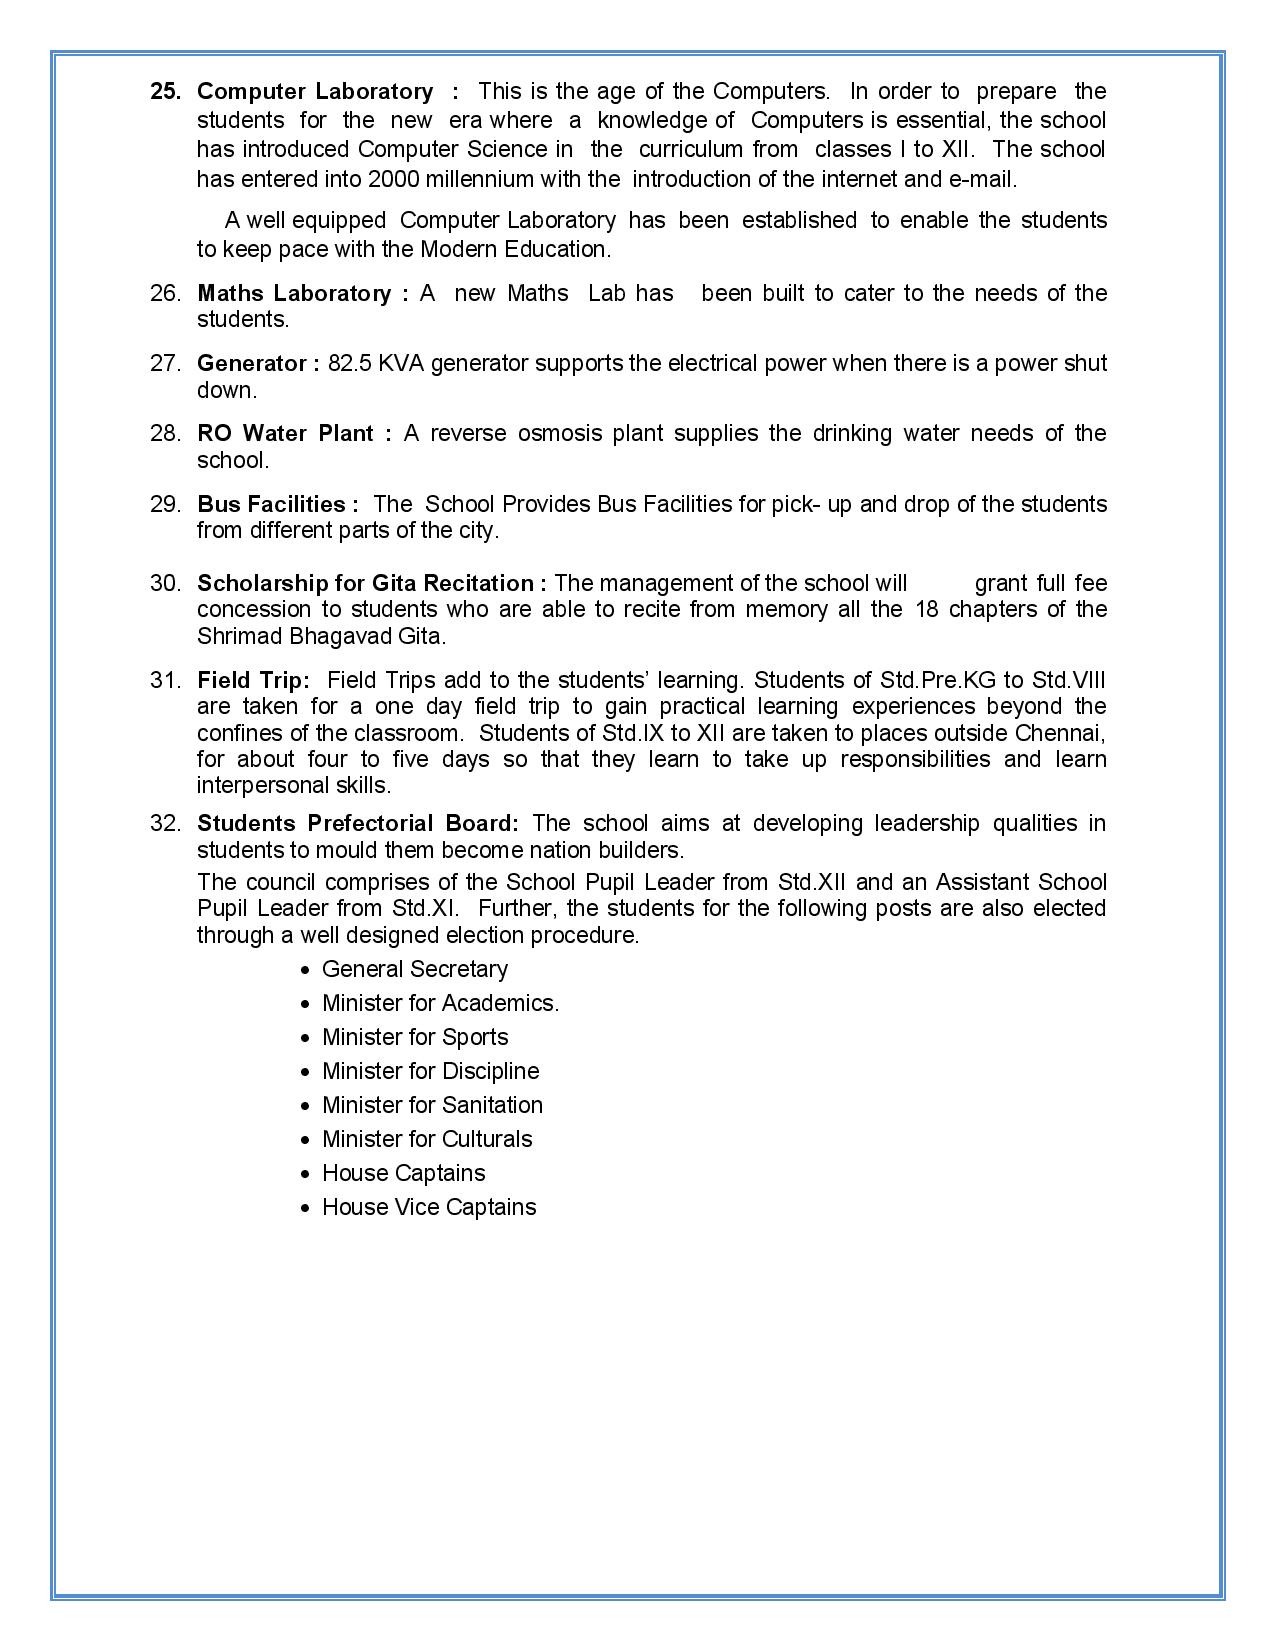 25. Computer Laboratory : This is the age of the Computers. In order to prepare the
students for the new era where a knowledge of Computers is essential, the school
has introduced Computer Science in the curriculum from classes I to XII. The school
has entered into 2000 millennium with the introduction of the internet and e-mail.
A well equipped Computer Laboratory has been established to enable the students
to keep pace with the Modern Education.
26. Maths Laboratory : A new Maths Lab has been built to cater to the needs of the
students.
27. Generator : 82.5 KVA generator supports the electrical power when there is a power shut
down.
28. RO Water Plant : A reverse osmosis plant supplies the drinking water needs of the
school.
29. Bus Facilities : The School Provides Bus Facilities for pick- up and drop of the students
from different parts of the city.
30. Scholarship for Gita Recitation : The management of the school will grant full fee
concession to students who are able to recite from memory all the 18 chapters of the
Shrimad Bhagavad Gita.
31. Field Trip: Field Trips add to the students’ learning. Students of Std.Pre.KG to Std.VIII
are taken for a one day field trip to gain practical learning experiences beyond the
confines of the classroom. Students of Std.IX to XII are taken to places outside Chennai,
for about four to five days so that they learn to take up responsibilities and learn
interpersonal skills.
32. Students Prefectorial Board: The school aims at developing leadership qualities in
students to mould them become nation builders.
The council comprises of the School Pupil Leader from Std.XII and an Assistant School
Pupil Leader from Std.XI. Further, the students for the following posts are also elected
through a well designed election procedure.
• General Secretary
• Minister for Academics.
• Minister for Sports
• Minister for Discipline
• Minister for Sanitation
• Minister for Culturals
• House Captains
• House Vice Captains